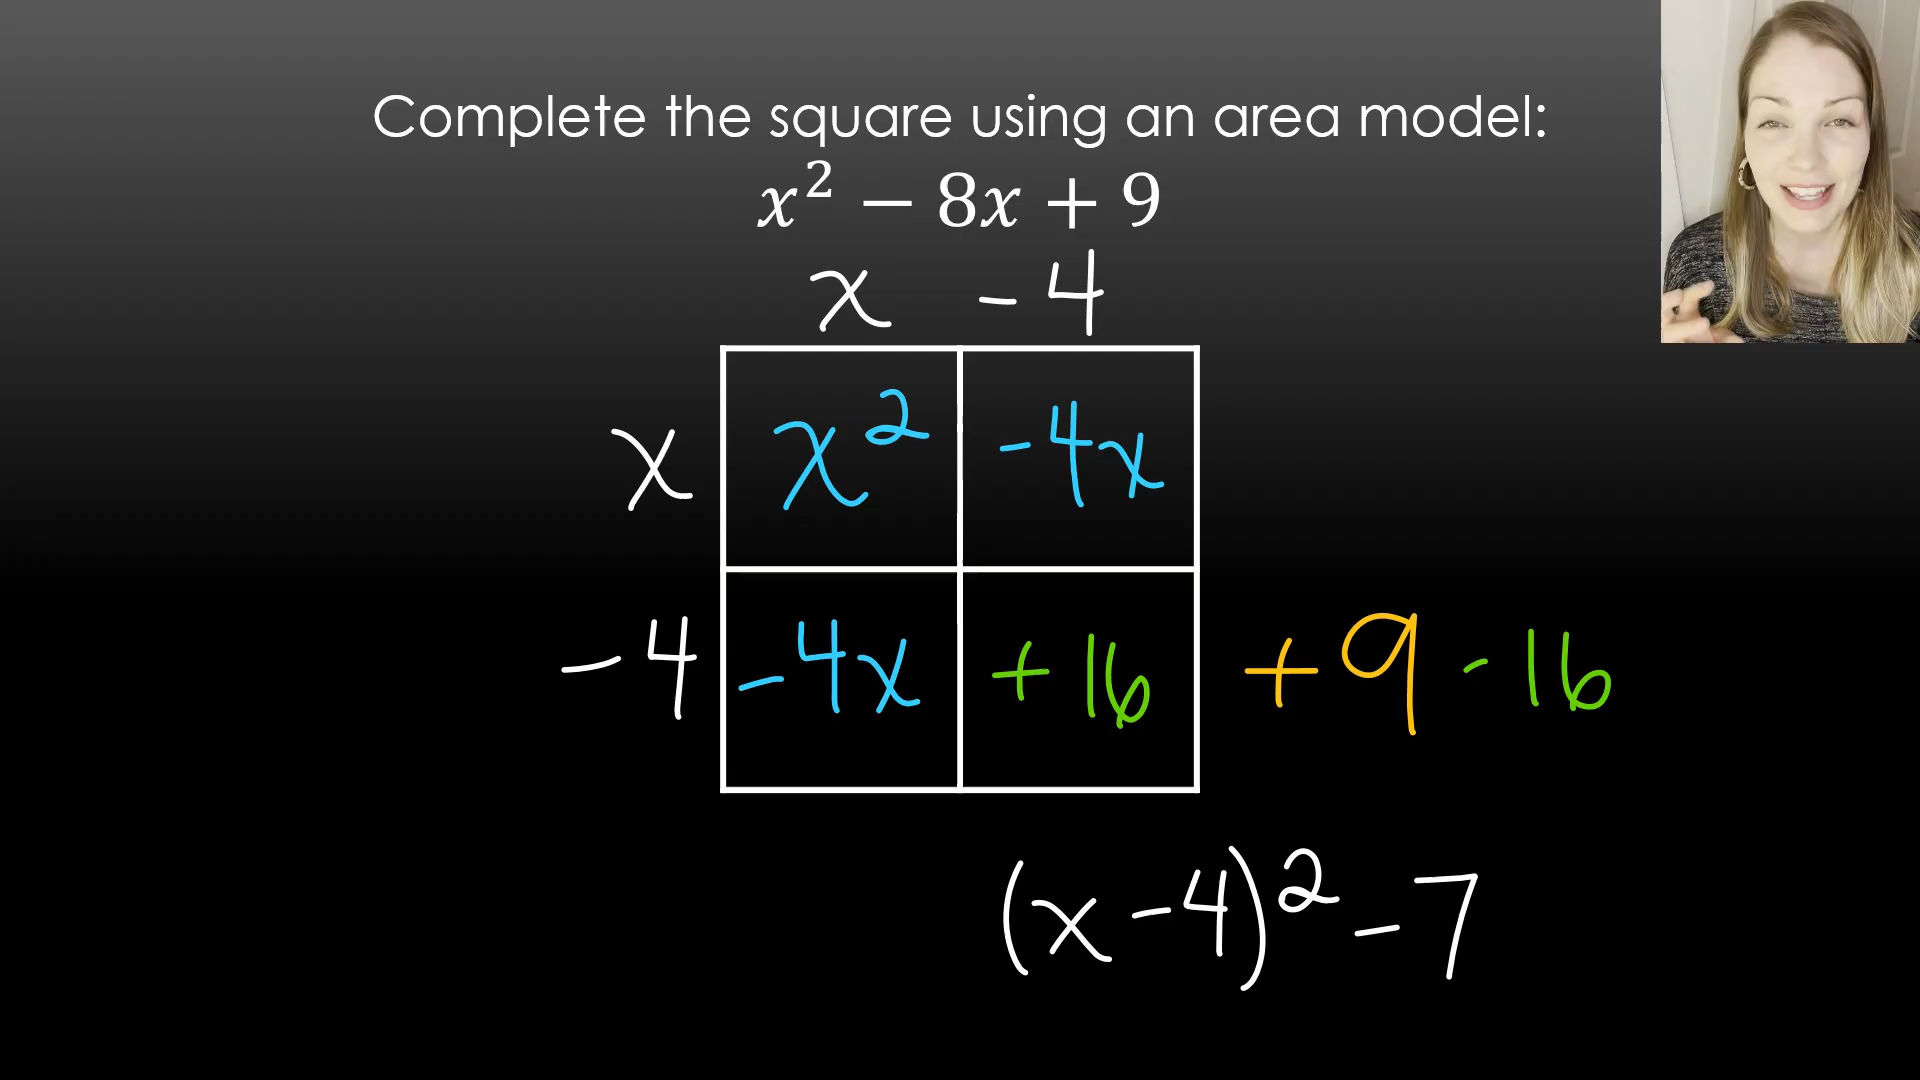 Complete the square using an area model:
x² − 8x + 9
x -4
x x² -4x
-4 -4x +16 +9 -16
(x-4)² -7